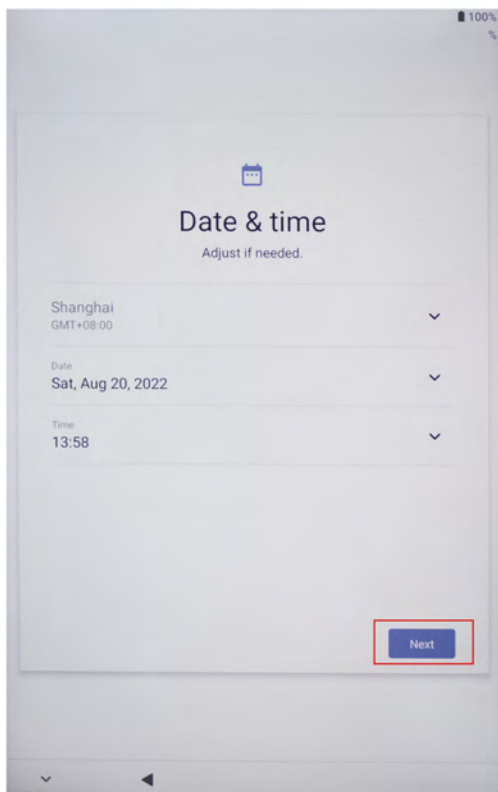 100%
%
Date & time
Adjust if needed.
Shanghai
GMT+08:00
Date
Sat, Aug 20, 2022
Time
13:58
Next